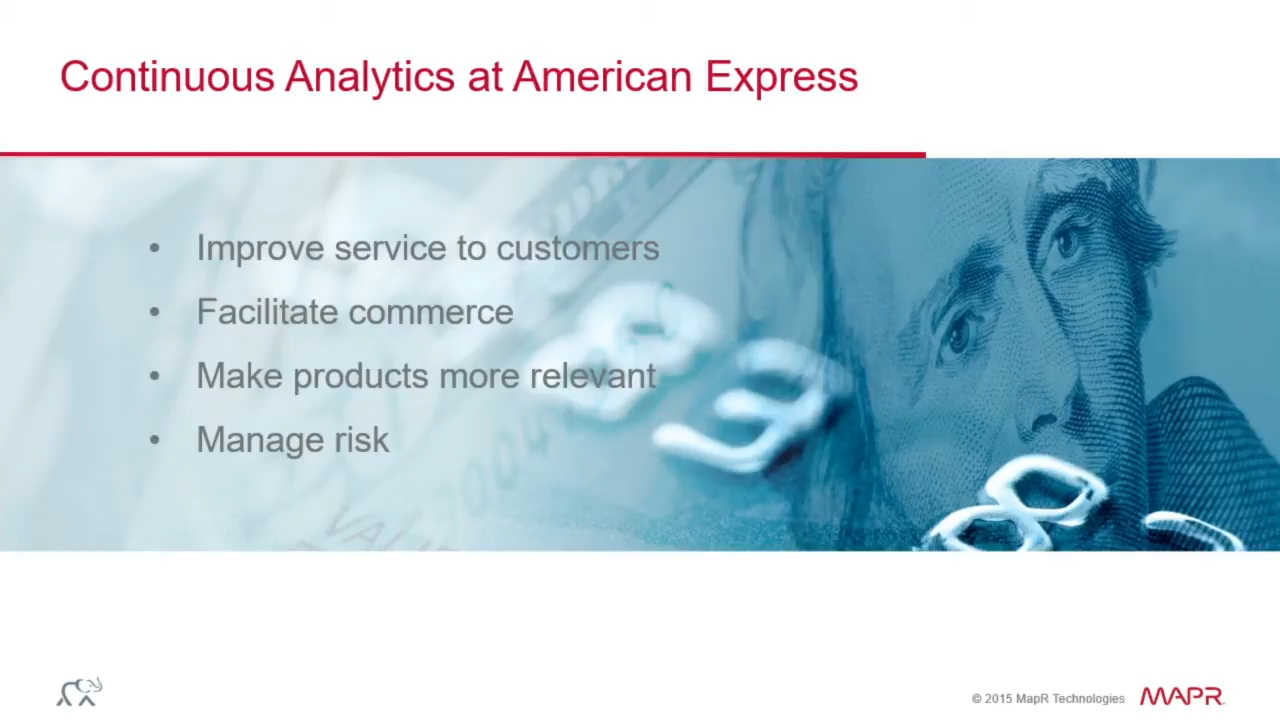 Continuous Analytics at American Express
• Improve service to customers
• Facilitate commerce
• Make products more relevant
• Manage risk
© 2015 MapR Technologies
MAPR